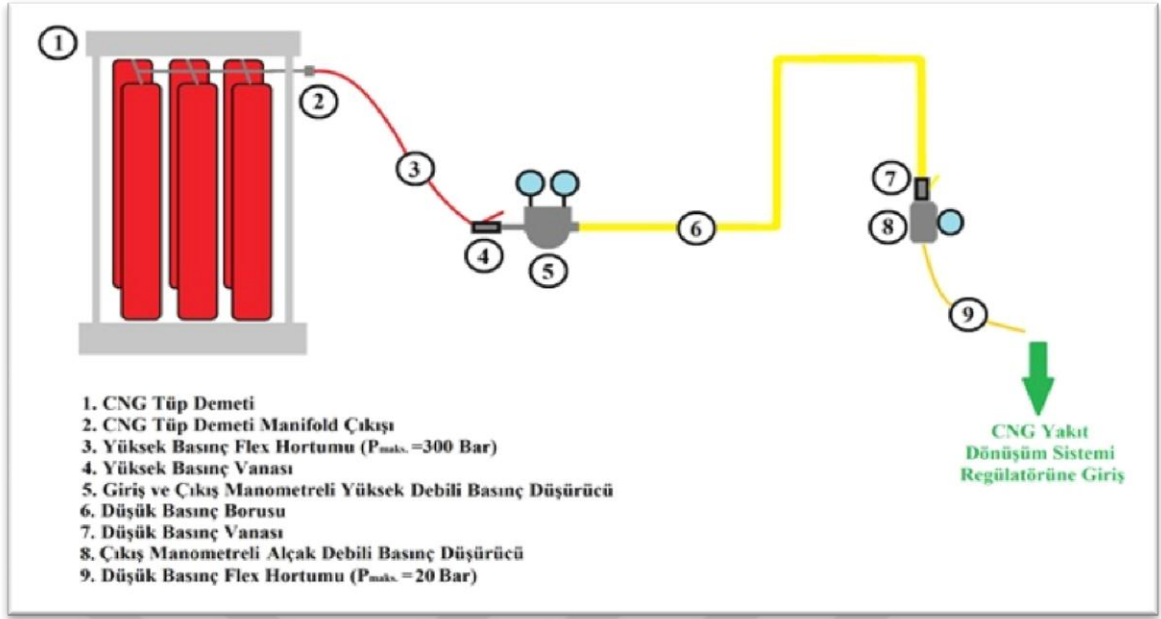 1
2
3
4
5
6
7
8
9
1. CNG Tüp Demeti
2. CNG Tüp Demeti Manifold Çıkışı
3. Yüksek Basınç Flex Hortumu (Pmaks. =300 Bar)
4. Yüksek Basınç Vanası
5. Giriş ve Çıkış Manometreli Yüksek Debili Basınç Düşürücü
6. Düşük Basınç Borusu
7. Düşük Basınç Vanası
8. Çıkış Manometreli Alçak Debili Basınç Düşürücü
9. Düşük Basınç Flex Hortumu (Pmaks. =20 Bar)
CNG Yakıt
Dönüşüm Sistemi
Regülatörüne Giriş